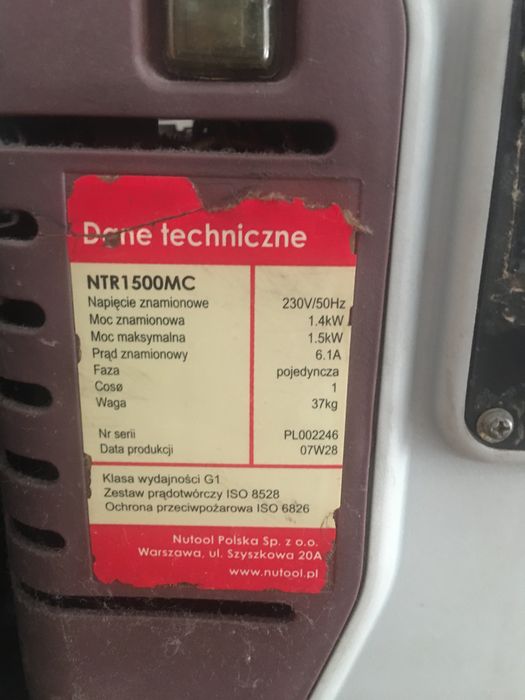 Dane techniczne
NTR1500MC
Napięcie znamionowe 230V/50Hz
Moc znamionowa 1.4kW
Moc maksymalna 1.5kW
Prąd znamionowy 6.1A
Faza pojedyncza
Cosø 1
Waga 37kg
Nr serii PL002246
Data produkcji 07W28
Klasa wydajności G1
Zestaw prądotwórczy ISO 8528
Ochrona przeciwpożarowa ISO 6826
Nutool Polska Sp. z o.o.
Warszawa, ul. Szyszkowa 20A
www.nutool.pl